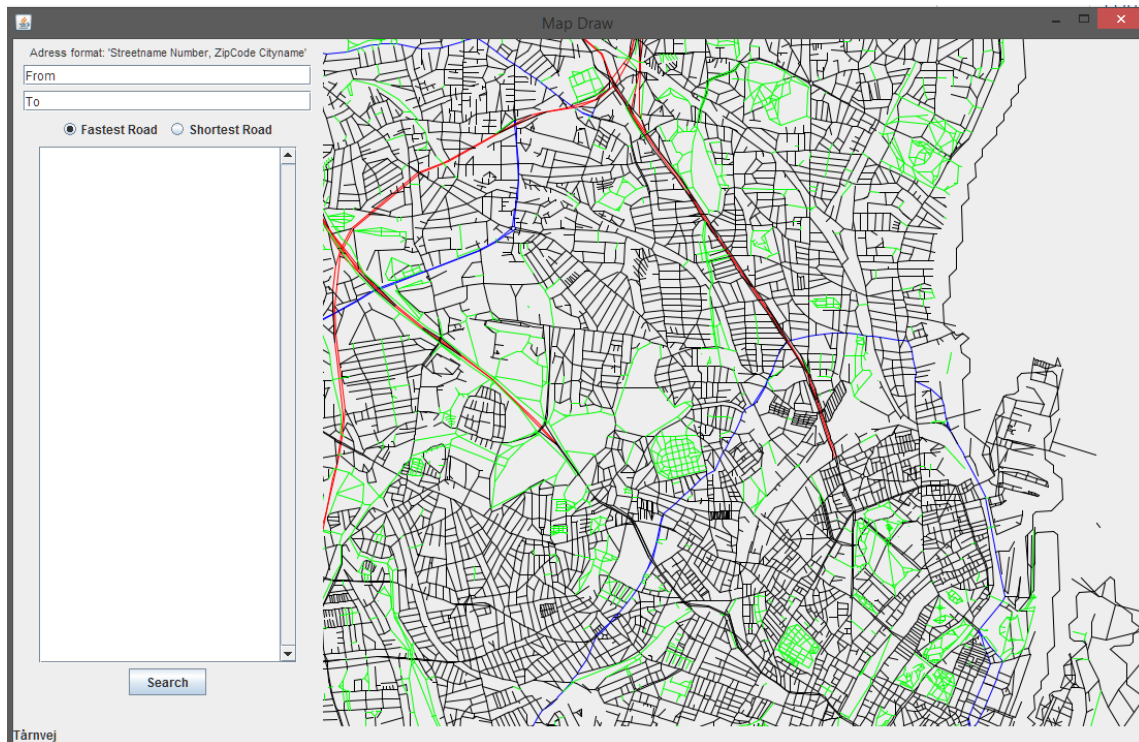 Map Draw
Adress format: 'Streetname Number, ZipCode Cityname'
From
To
Fastest Road Shortest Road
Search
Tårnvej